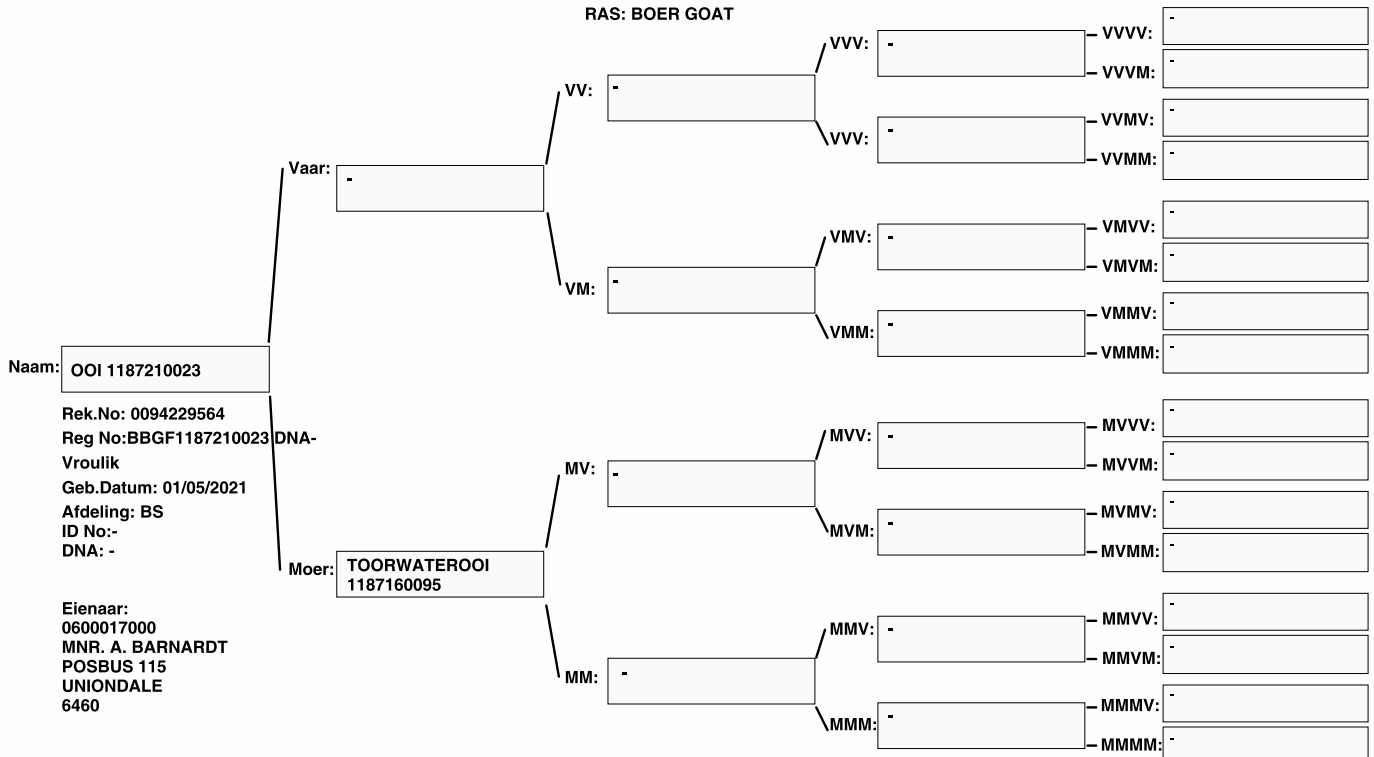 RAS: BOER GOAT
Naam: OOI 1187210023
Rek.No: 0094229564
Reg No:BBGF1187210023 DNA-
Vroulik
Geb.Datum: 01/05/2021
Afdeling: BS
ID No:-
DNA: -
Eienaar:
0600017000
MNR. A. BARNARDT
POSBUS 115
UNIONDALE
6460
Vaar: -
Moer: TOORWATEROOI
1187160095
VV: -
VM: -
MV: -
MM: -
VVV: -
VVV: -
VMV: -
VMM: -
MVV: -
MVM: -
MMV: -
MMM: -
VVVV: -
VVVM: -
VVMV: -
VVMM: -
VMVV: -
VMVM: -
VMMV: -
VMMM: -
MVVV: -
MVVM: -
MVMV: -
MVMM: -
MMVV: -
MMVM: -
MMMV: -
MMMM: -